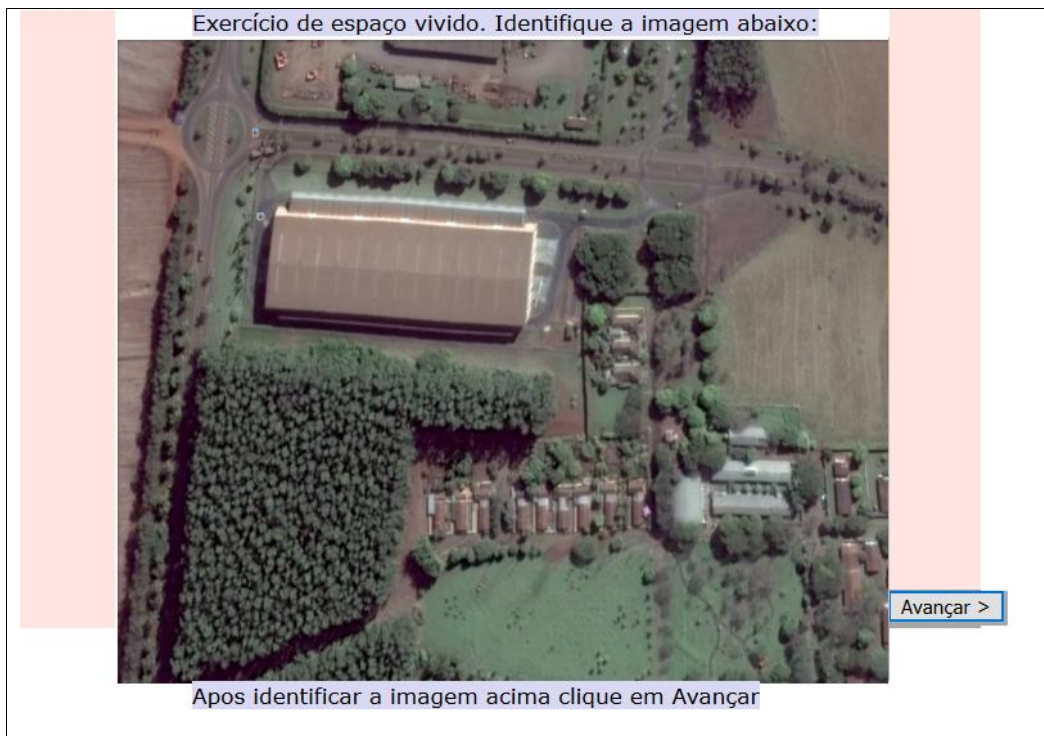 Exercício de espaço vivido. Identifique a imagem abaixo:
Avançar >
Apos identificar a imagem acima clique em Avançar